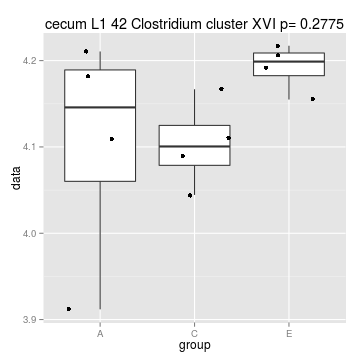 cecum L1 42 Clostridium cluster XVI p= 0.2775
4.2
4.1
4.0
3.9
data
A C E
group